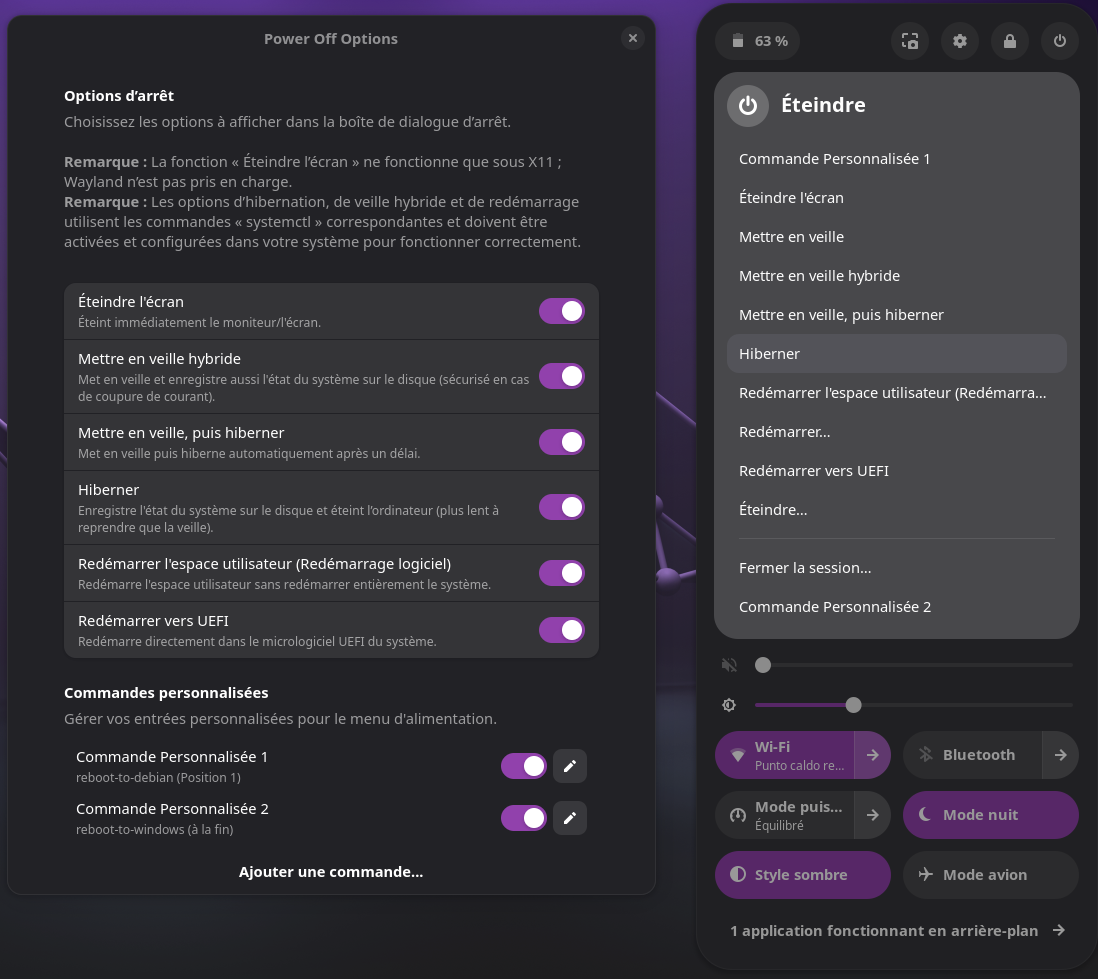 Power Off Options
Options d’arrêt
Choisissez les options à afficher dans la boîte de dialogue d’arrêt.
Remarque : La fonction « Éteindre l’écran » ne fonctionne que sous X11 ;
Wayland n’est pas pris en charge.
Remarque : Les options d’hibernation, de veille hybride et de redémarrage
utilisent les commandes « systemctl » correspondantes et doivent être
activées et configurées dans votre système pour fonctionner correctement.
Éteindre l'écran
Éteint immédiatement le moniteur/l'écran.
Mettre en veille hybride
Met en veille et enregistre aussi l'état du système sur le disque (sécurisé en cas
de coupure de courant).
Mettre en veille, puis hiberner
Met en veille puis hiberne automatiquement après un délai.
Hiberner
Enregistre l'état du système sur le disque et éteint l’ordinateur (plus lent à
reprendre que la veille).
Redémarrer l'espace utilisateur (Redémarrage logiciel)
Redémarre l'espace utilisateur sans redémarrer entièrement le système.
Redémarrer vers UEFI
Redémarre directement dans le micrologiciel UEFI du système.
Commandes personnalisées
Gérer vos entrées personnalisées pour le menu d'alimentation.
Commande Personnalisée 1
reboot-to-debian (Position 1)
Commande Personnalisée 2
reboot-to-windows (à la fin)
Ajouter une commande…
63 %
Éteindre
Commande Personnalisée 1
Éteindre l'écran
Mettre en veille
Mettre en veille hybride
Mettre en veille, puis hiberner
Hiberner
Redémarrer l'espace utilisateur (Redémarra…
Redémarrer…
Redémarrer vers UEFI
Éteindre…
Fermer la session…
Commande Personnalisée 2
Wi-Fi
Punto caldo re…
Bluetooth
Mode puis…
Équilibré
Mode nuit
Style sombre
Mode avion
1 application fonctionnant en arrière-plan